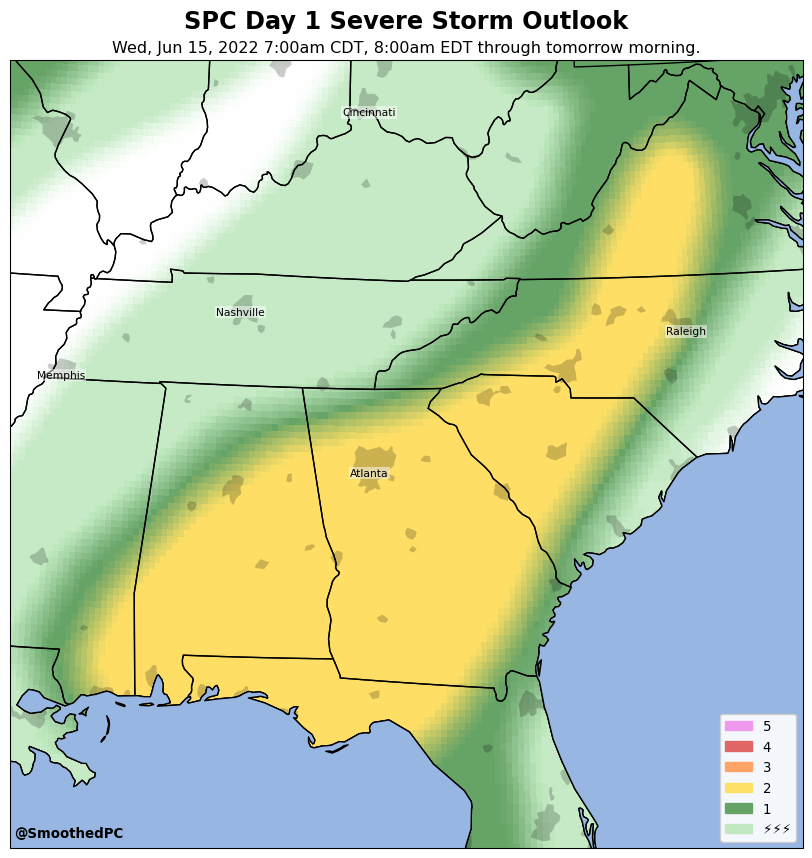 SPC Day 1 Severe Storm Outlook
Wed, Jun 15, 2022 7:00am CDT, 8:00am EDT through tomorrow morning.
Cincinnati
Nashville
Raleigh
Memphis
Atlanta
5
4
3
2
1
⚡⚡⚡
@SmoothedPC